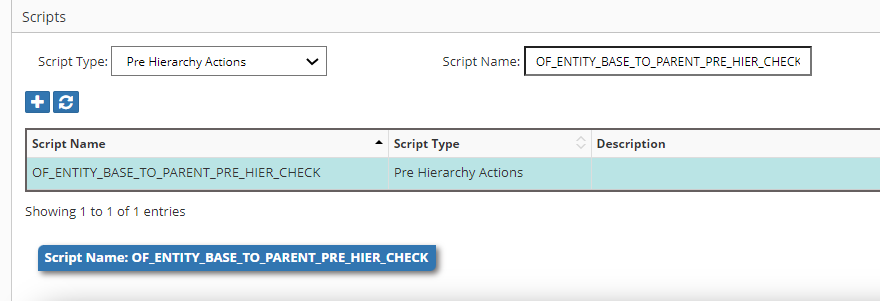 Scripts
Script Type: Pre Hierarchy Actions Script Name: OF_ENTITY_BASE_TO_PARENT_PRE_HIER_CHECK
Script Name Script Type Description
OF_ENTITY_BASE_TO_PARENT_PRE_HIER_CHECK Pre Hierarchy Actions
Showing 1 to 1 of 1 entries
Script Name: OF_ENTITY_BASE_TO_PARENT_PRE_HIER_CHECK